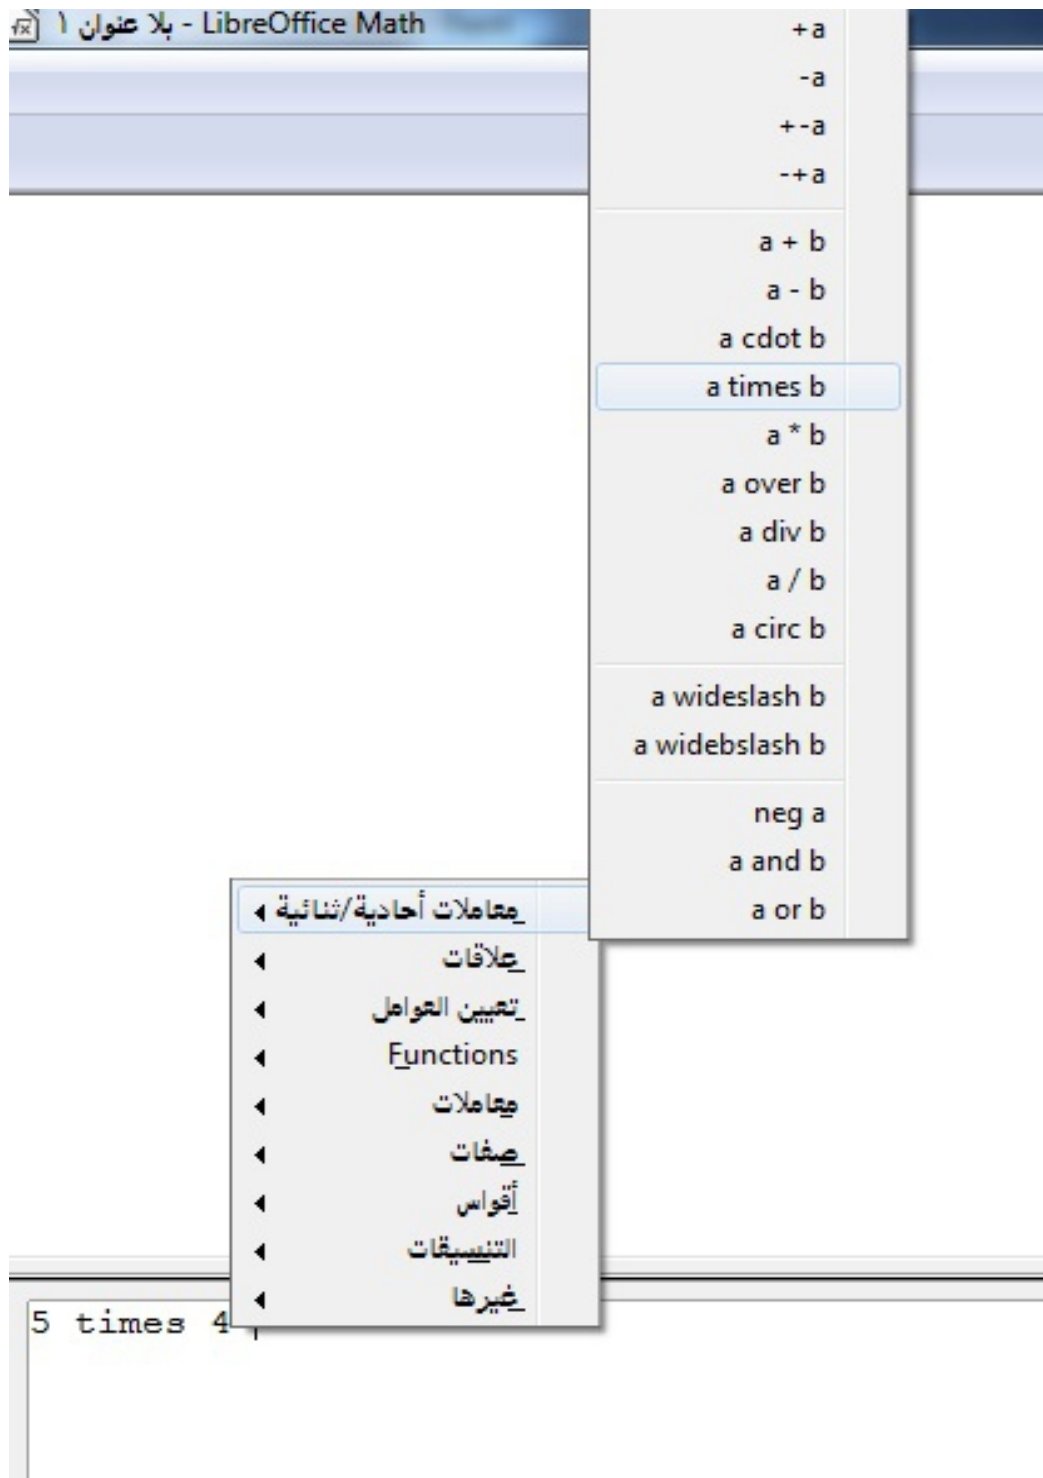 بلا عنوان ١ - LibreOffice Math
+a
-a
+-a
-+a
a + b
a - b
a cdot b
a times b
a * b
a over b
a div b
a / b
a circ b
a wideslash b
a widebslash b
neg a
a and b
a or b
معاملات أحادية/ثنائية
علاقات
تعيين العوامل
Functions
معاملات
صفات
أقواس
التنسيقات
غيرها
5 times 4